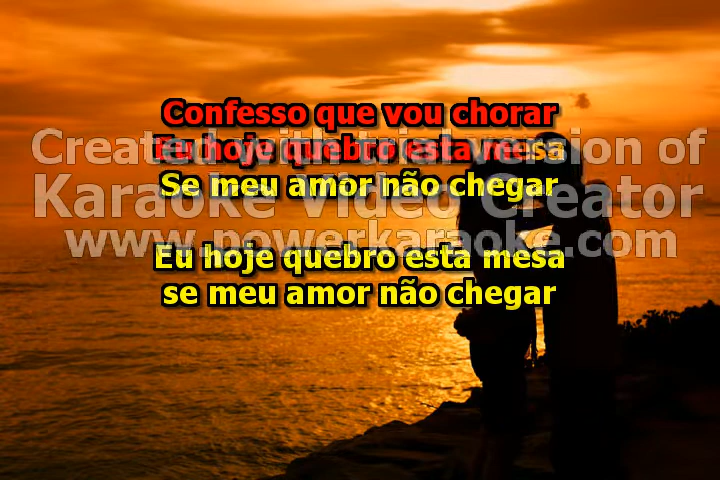 Confesso que vou chorar
Eu hoje quebro esta mesa
Se meu amor não chegar
Eu hoje quebro esta mesa
se meu amor não chegar
Created with trial version of
Karaoke Video Creator
www.powerkaraoke.com